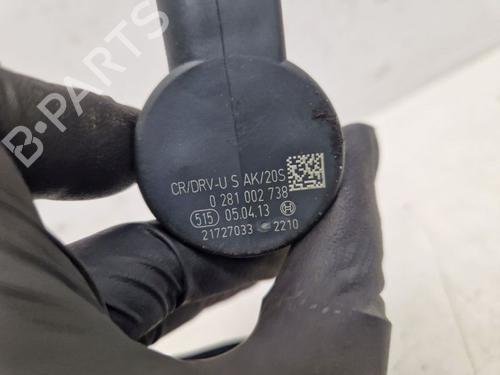 B-PARTS
CR/DRV-U S AK/20S
0 281 002 738
515 05.04.13
21727033 2210